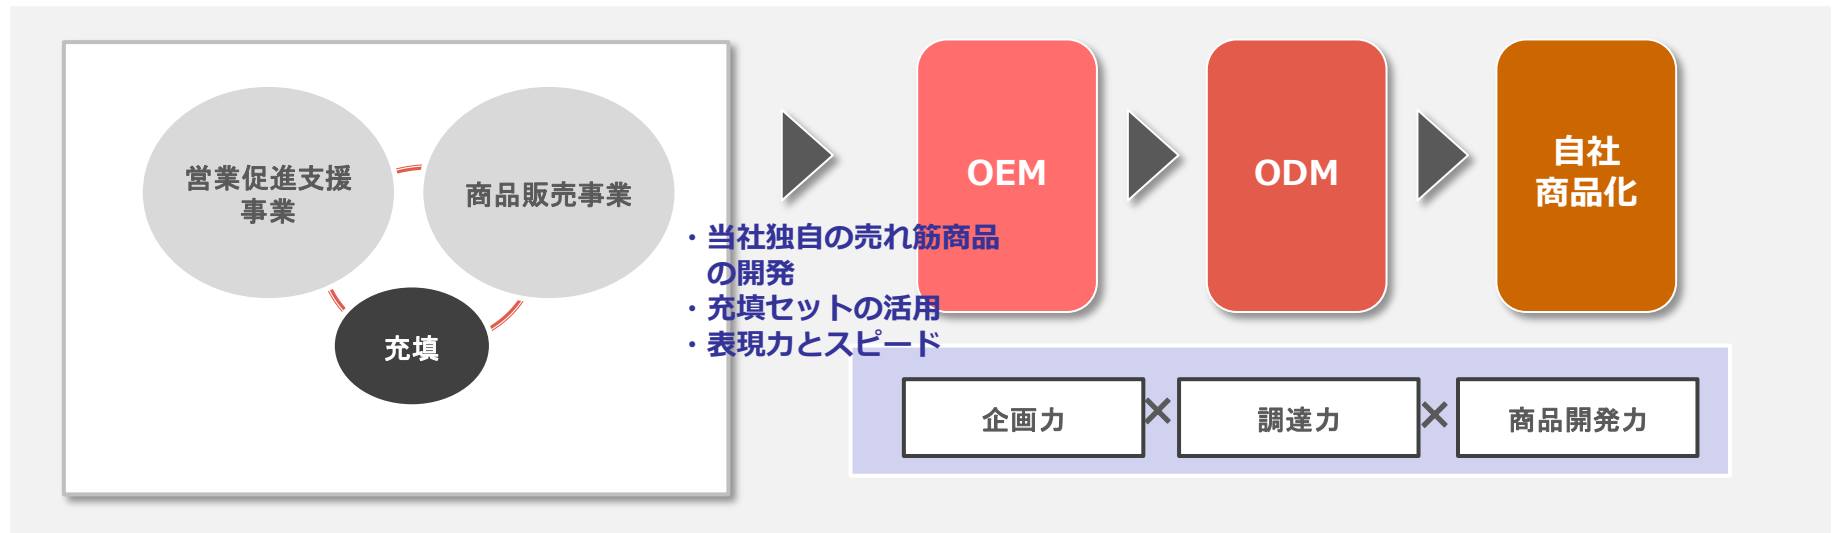 営業促進支援
事業
商品販売事業
充填
・当社独自の売れ筋商品
の開発
・充填セットの活用
・表現力とスピード
OEM
ODM
自社
商品化
企画力
×
調達力
×
商品開発力